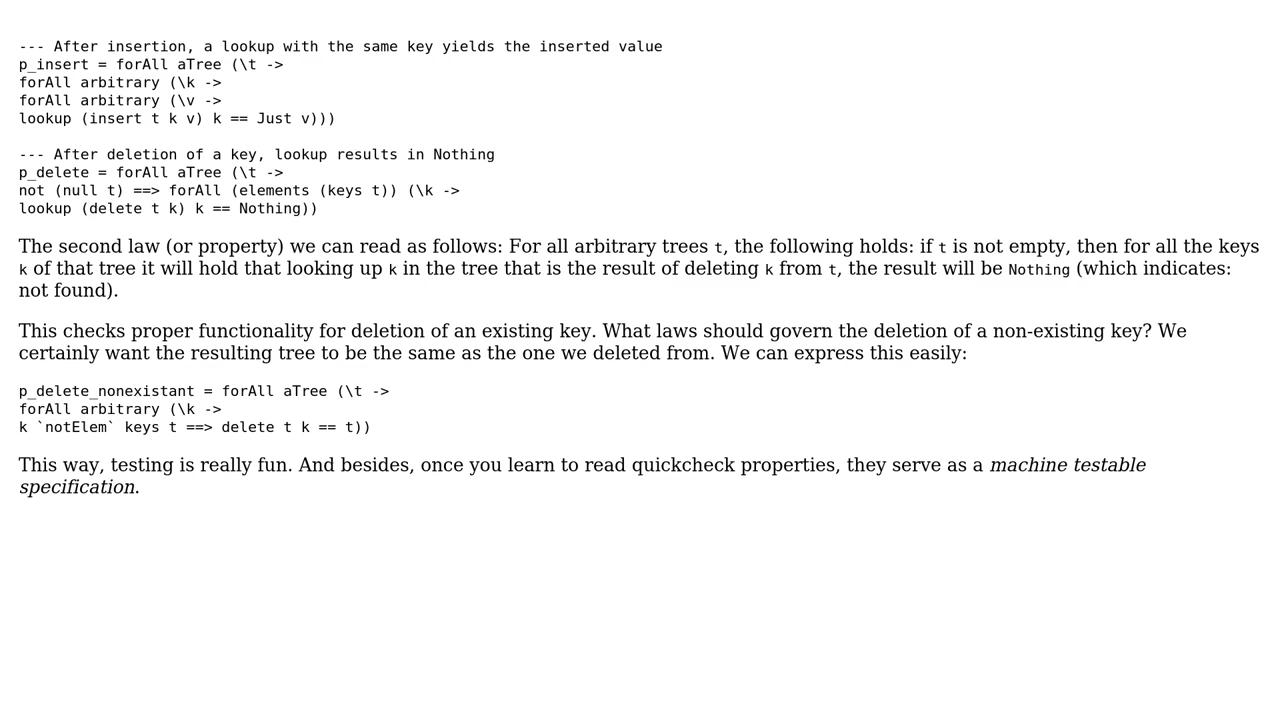 --- After insertion, a lookup with the same key yields the inserted value
p_insert = forAll aTree (\t ->
forAll arbitrary (\k ->
forAll arbitrary (\v ->
lookup (insert t k v) k == Just v)))
--- After deletion of a key, lookup results in Nothing
p_delete = forAll aTree (\t ->
not (null t) ==> forAll (elements (keys t)) (\k ->
lookup (delete t k) k == Nothing))
The second law (or property) we can read as follows: For all arbitrary trees t, the following holds: if t is not empty, then for all the keys
k of that tree it will hold that looking up k in the tree that is the result of deleting k from t, the result will be Nothing (which indicates:
not found).
This checks proper functionality for deletion of an existing key. What laws should govern the deletion of a non-existing key? We
certainly want the resulting tree to be the same as the one we deleted from. We can express this easily:
p_delete_nonexistant = forAll aTree (\t ->
forAll arbitrary (\k ->
k `notElem` keys t ==> delete t k == t))
This way, testing is really fun. And besides, once you learn to read quickcheck properties, they serve as a machine testable
specification.